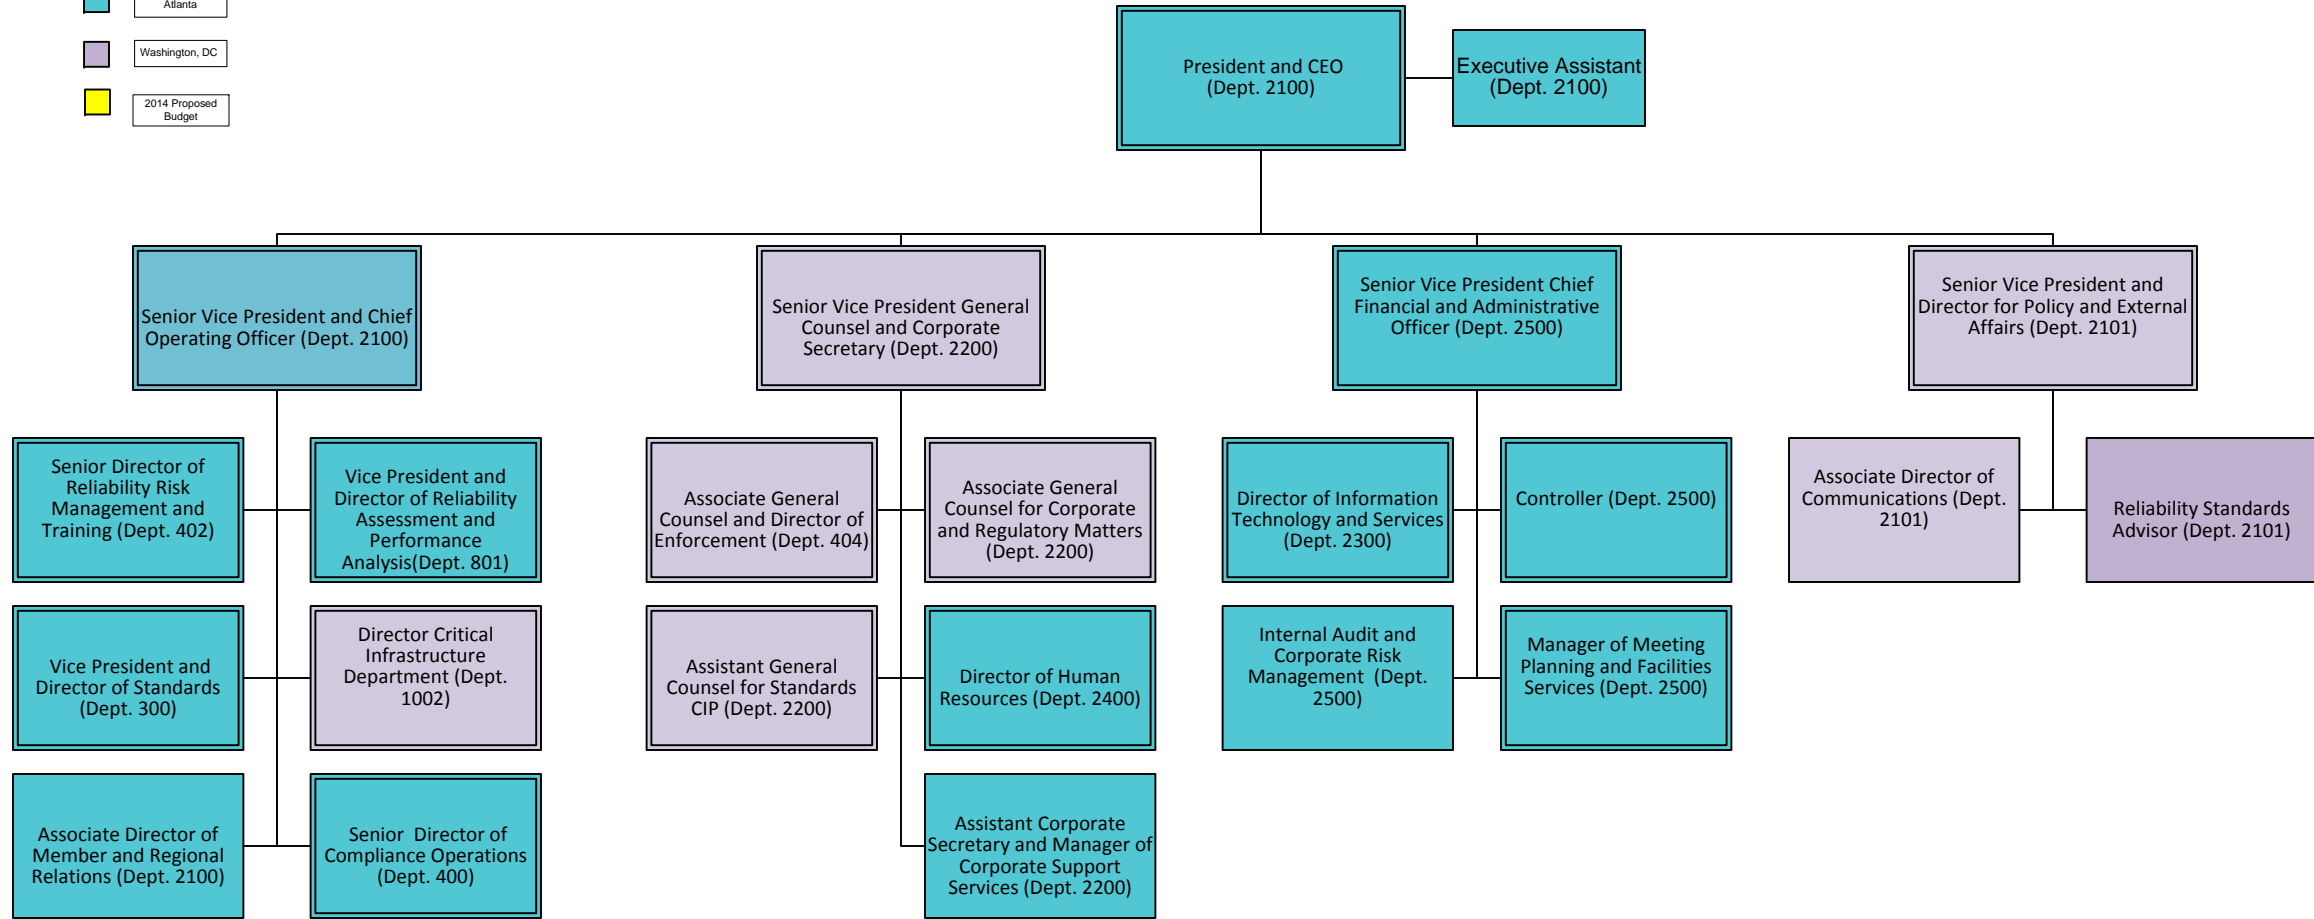 Atlanta
Washington, DC
2014 Proposed
Budget
President and CEO
(Dept. 2100)
Executive Assistant
(Dept. 2100)
Senior Vice President and Chief
Operating Officer (Dept. 2100)
Senior Vice President General
Counsel and Corporate
Secretary (Dept. 2200)
Senior Vice President Chief
Financial and Administrative
Officer (Dept. 2500)
Senior Vice President and
Director for Policy and External
Affairs (Dept. 2101)
Senior Director of
Reliability Risk
Management and
Training (Dept. 402)
Vice President and
Director of Reliability
Assessment and
Performance
Analysis(Dept. 801)
Associate General
Counsel and Director of
Enforcement (Dept. 404)
Associate General
Counsel for Corporate
and Regulatory Matters
(Dept. 2200)
Director of Information
Technology and Services
(Dept. 2300)
Controller (Dept. 2500)
Associate Director of
Communications (Dept.
2101)
Reliability Standards
Advisor (Dept. 2101)
Vice President and
Director of Standards
(Dept. 300)
Director Critical
Infrastructure
Department (Dept.
1002)
Assistant General
Counsel for Standards
CIP (Dept. 2200)
Director of Human
Resources (Dept. 2400)
Internal Audit and
Corporate Risk
Management  (Dept.
2500)
Manager of Meeting
Planning and Facilities
Services (Dept. 2500)
Associate Director of
Member and Regional
Relations (Dept. 2100)
Senior  Director of
Compliance Operations
(Dept. 400)
Assistant Corporate
Secretary and Manager of
Corporate Support
Services (Dept. 2200)